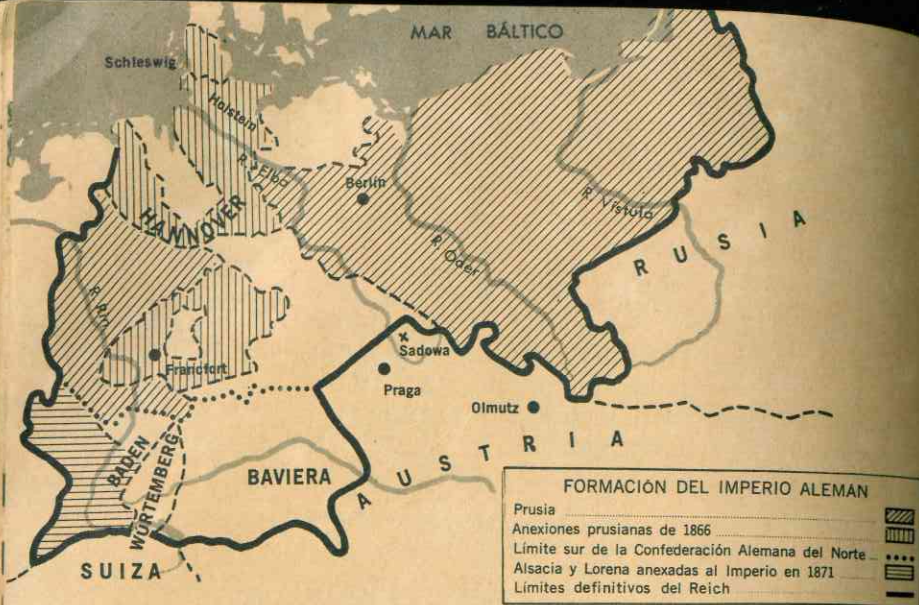 MAR BÁLTICO
Schleswig
Holstein
R. Elba
Berlín
HANNOVER
R. Vístula
R. Oder
RUSIA
R. Rin
Francfort
Sadowa
Praga
Olmutz
BADEN
WÜRTEMBERG
BAVIERA
AUSTRIA
SUIZA
FORMACIÓN DEL IMPERIO ALEMAN
Prusia
Anexiones prusianas de 1866
Límite sur de la Confederación Alemana del Norte
Alsacia y Lorena anexadas al Imperio en 1871
Límites definitivos del Reich